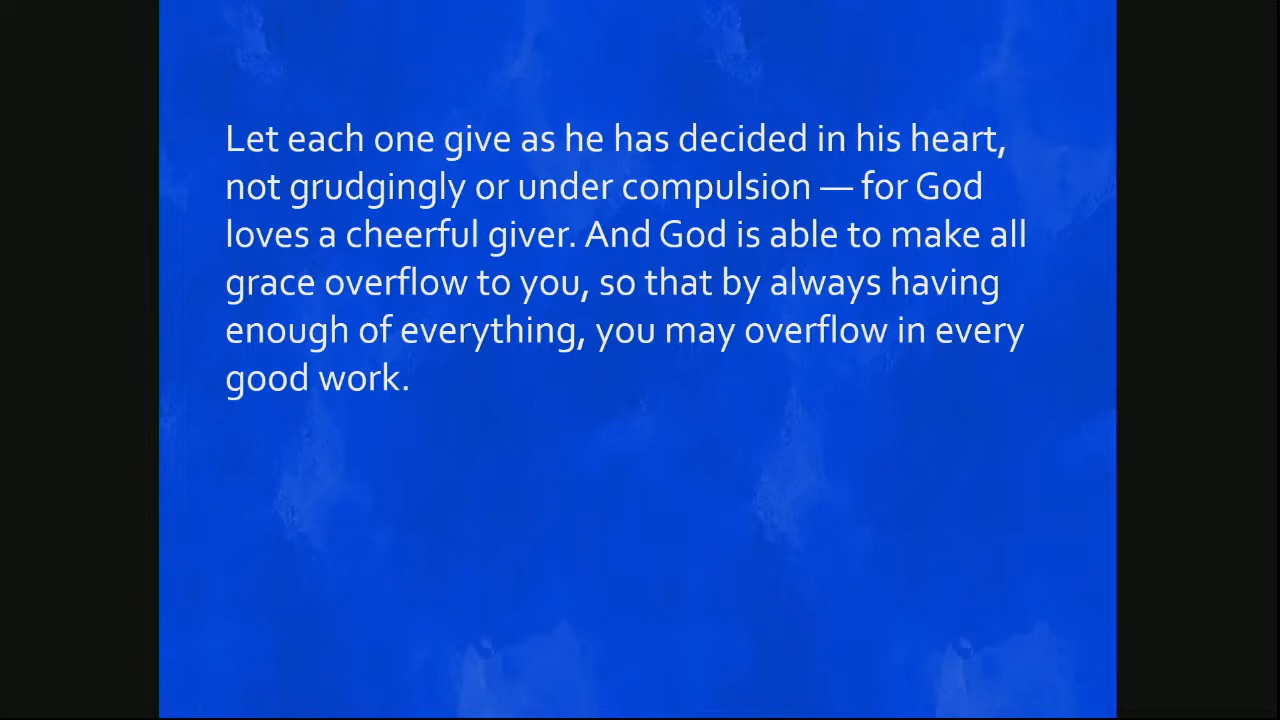 Let each one give as he has decided in his heart,
not grudgingly or under compulsion — for God
loves a cheerful giver. And God is able to make all
grace overflow to you, so that by always having
enough of everything, you may overflow in every
good work.